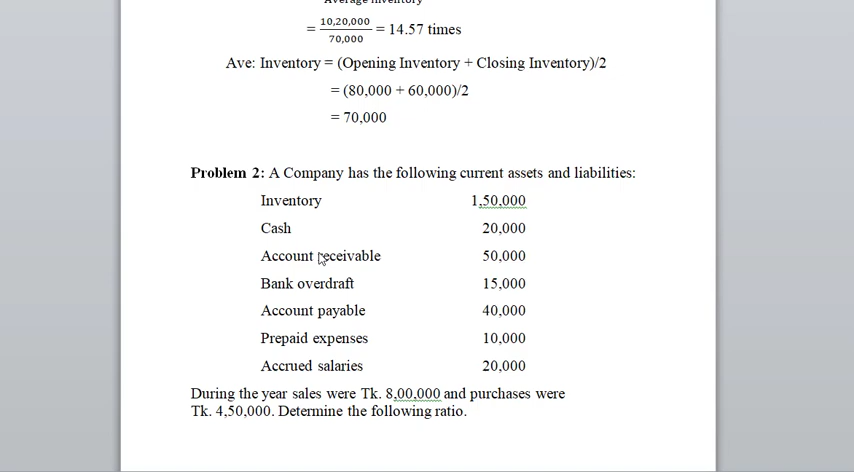 Average Inventory
= 10,20,000 / 70,000 = 14.57 times
Ave: Inventory = (Opening Inventory + Closing Inventory)/2
= (80,000 + 60,000)/2
= 70,000
Problem 2: A Company has the following current assets and liabilities:
Inventory 1,50,000
Cash 20,000
Account receivable 50,000
Bank overdraft 15,000
Account payable 40,000
Prepaid expenses 10,000
Accrued salaries 20,000
During the year sales were Tk. 8,00,000 and purchases were
Tk. 4,50,000. Determine the following ratio.